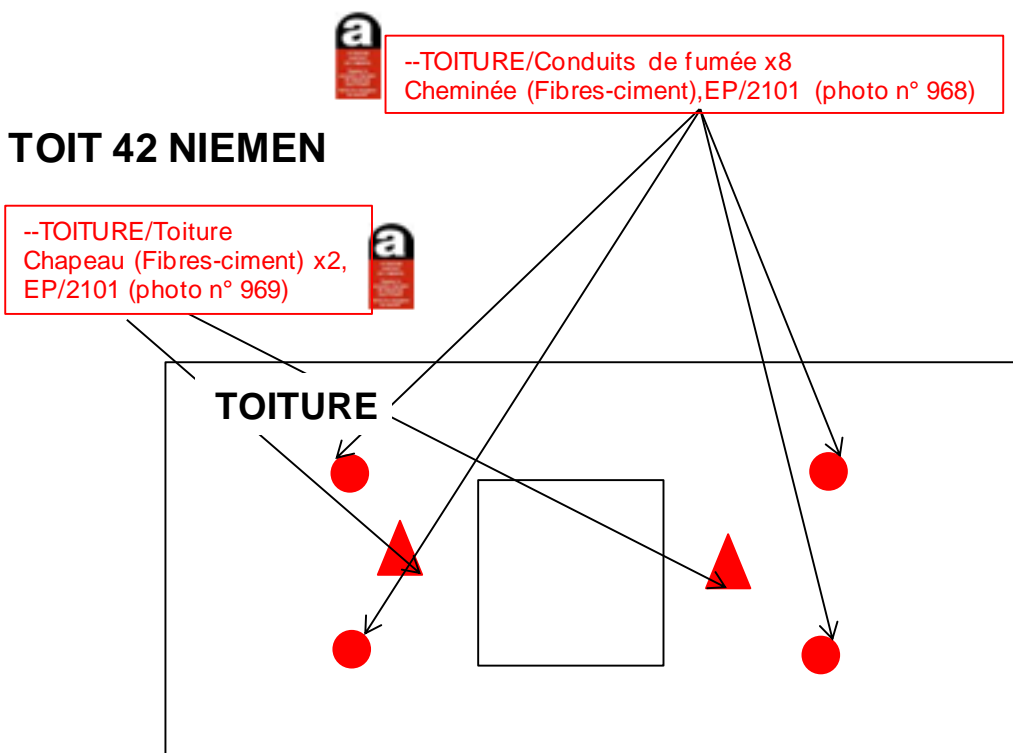 a
--TOITURE/Conduits de fumée x8
Cheminée (Fibres-ciment),EP/2101 (photo n° 968)
TOIT 42 NIEMEN
--TOITURE/Toiture
Chapeau (Fibres-ciment) x2,
EP/2101 (photo n° 969)
a
TOITURE